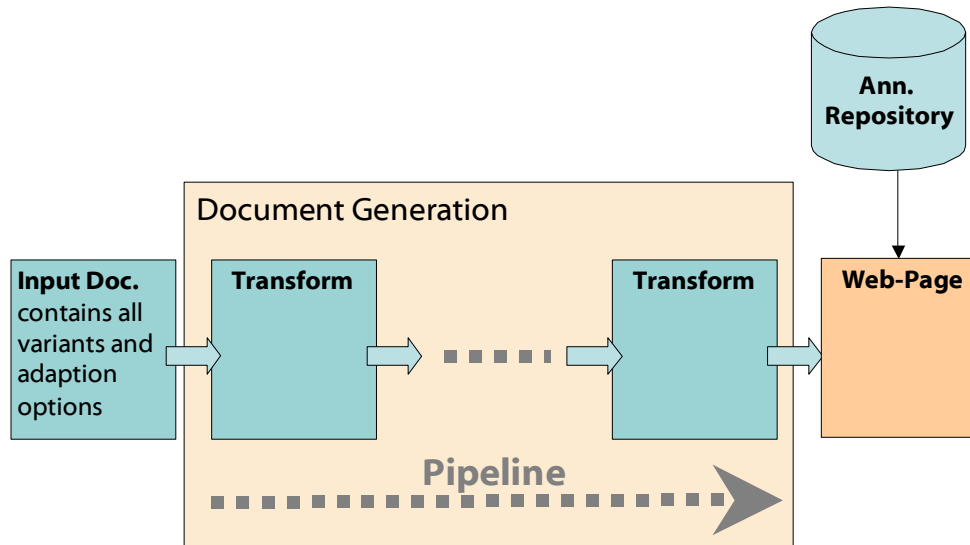 Ann.
Repository
Document Generation
Input Doc.
contains all
variants and
adaption
options
Transform
Transform
Web-Page
Pipeline